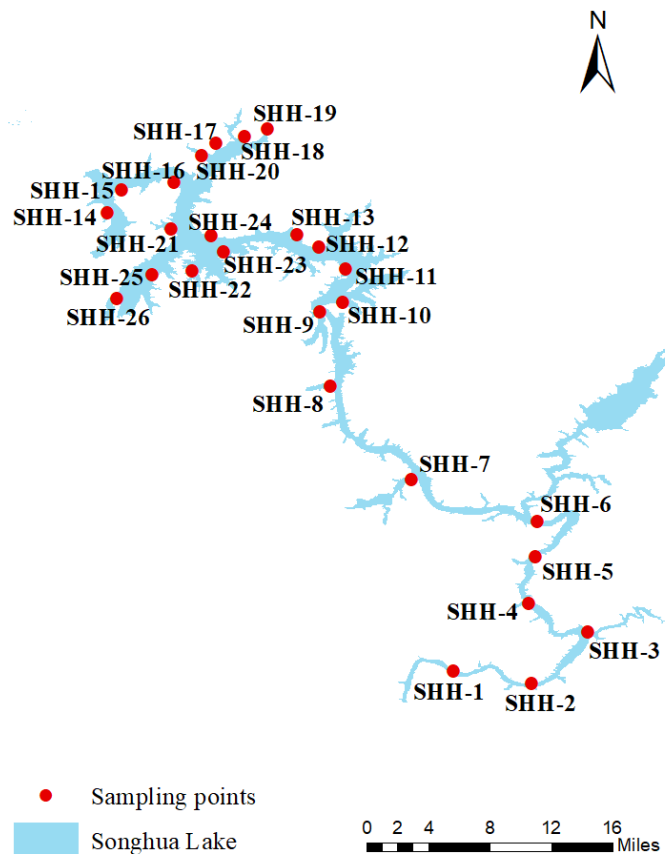 N
SHH-19
SHH-17
SHH-18
SHH-16
SHH-20
SHH-15
SHH-14
SHH-24
SHH-13
SHH-21
SHH-12
SHH-23
SHH-25
SHH-11
SHH-22
SHH-26
SHH-10
SHH-9
SHH-8
SHH-7
SHH-6
SHH-5
SHH-4
SHH-3
SHH-1
SHH-2
Sampling points
Songhua Lake
0 2 4 8 12 16
Miles